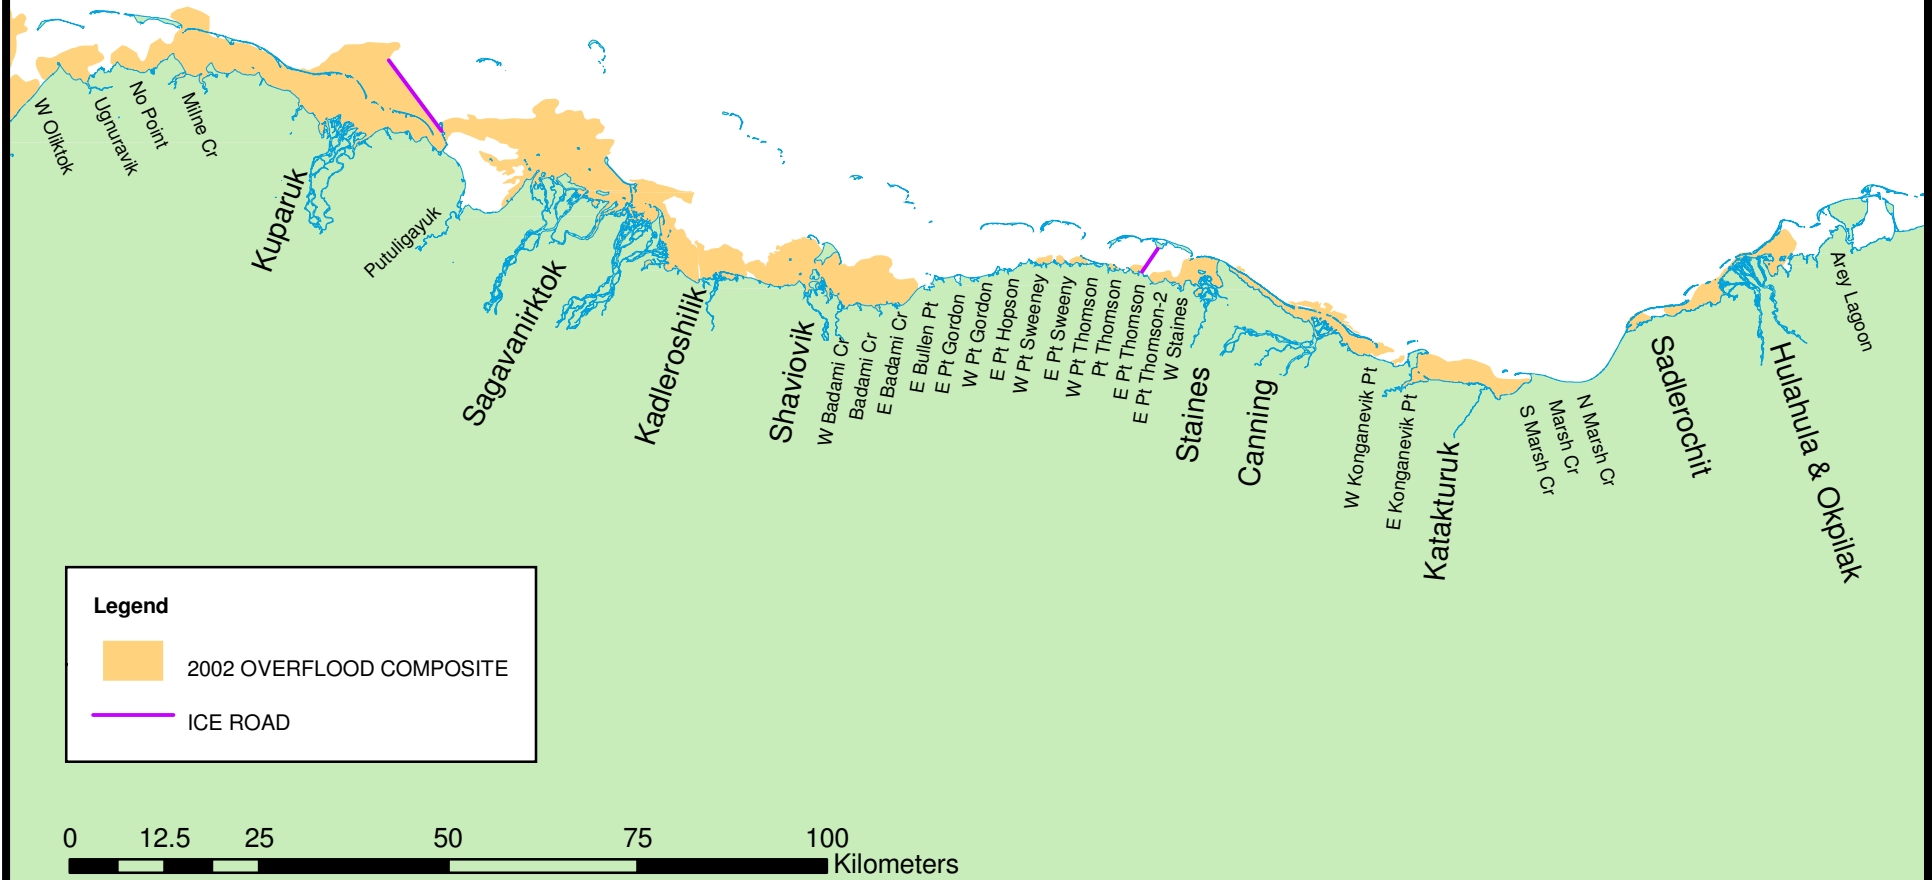 W Oliktok
Ugnuravik
No Point
Milne Cr
Kuparuk
Putuligayuk
Sagavanirktok
Kadleroshilik
Shaviovik
W Badami Cr
Badami Cr
E Badami Cr
E Bullen Pt
E Pt Gordon
W Pt Gordon
E Pt Hopson
W Pt Sweeney
E Pt Sweeny
W Pt Thomson
Pt Thomson
E Pt Thomson
E Pt Thomson-2
W Staines
Staines
Canning
W Konganevik Pt
E Konganevik Pt
Katakturuk
S Marsh Cr
Marsh Cr
N Marsh Cr
Sadlerochit
Hulahula & Okpilak
Arey Lagoon
Legend
2002 OVERFLOOD COMPOSITE
ICE ROAD
0 12.5 25 50 75 100
Kilometers